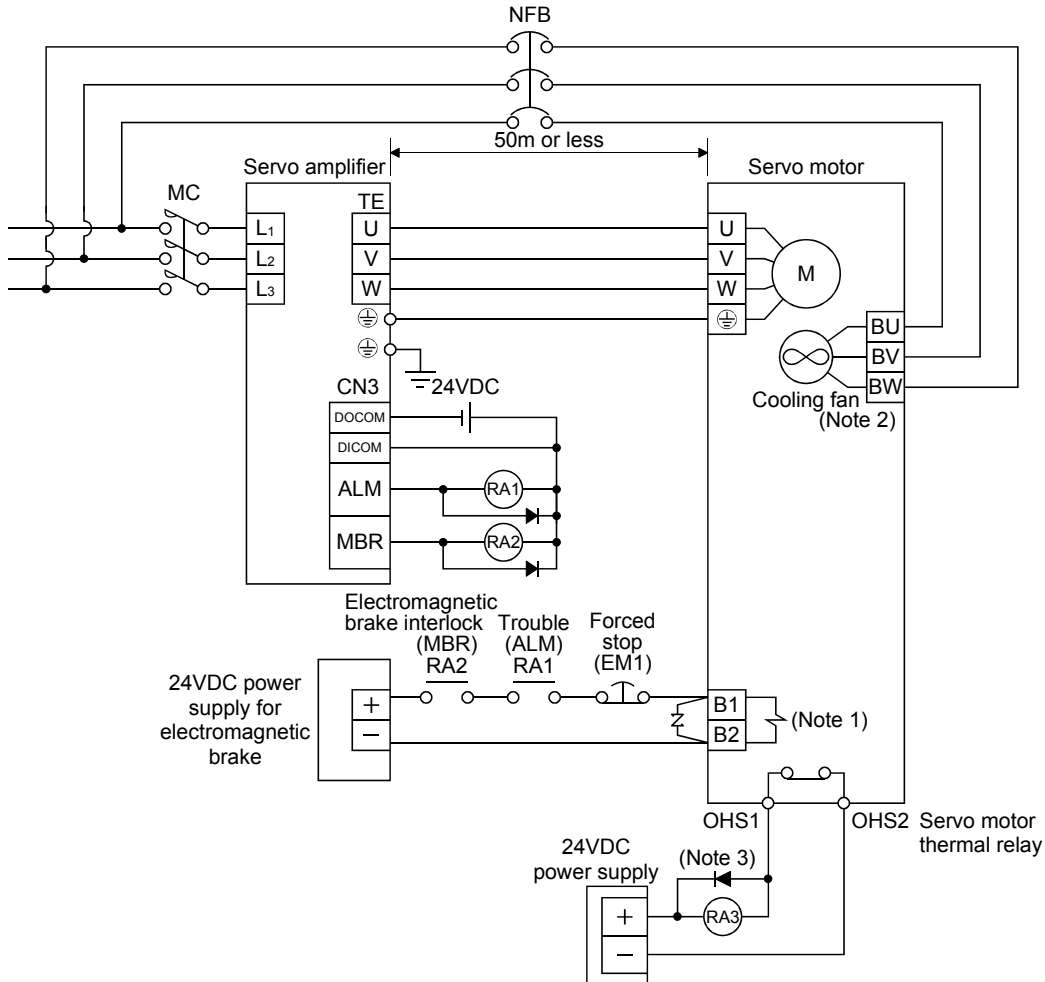 NFB
50m or less
Servo amplifier
Servo motor
MC
TE
L1
U
U
L2
V
V
M
L3
W
W
BU
BV
BW
Cooling fan
(Note 2)
CN3
24VDC
DOCOM
DICOM
ALM
RA1
MBR
RA2
Electromagnetic
brake interlock
(MBR)
RA2
Trouble
(ALM)
RA1
Forced
stop
(EM1)
24VDC power
supply for
electromagnetic
brake
+
−
B1
B2
(Note 1)
OHS1
OHS2
Servo motor
thermal relay
24VDC
power supply
(Note 3)
+
−
RA3